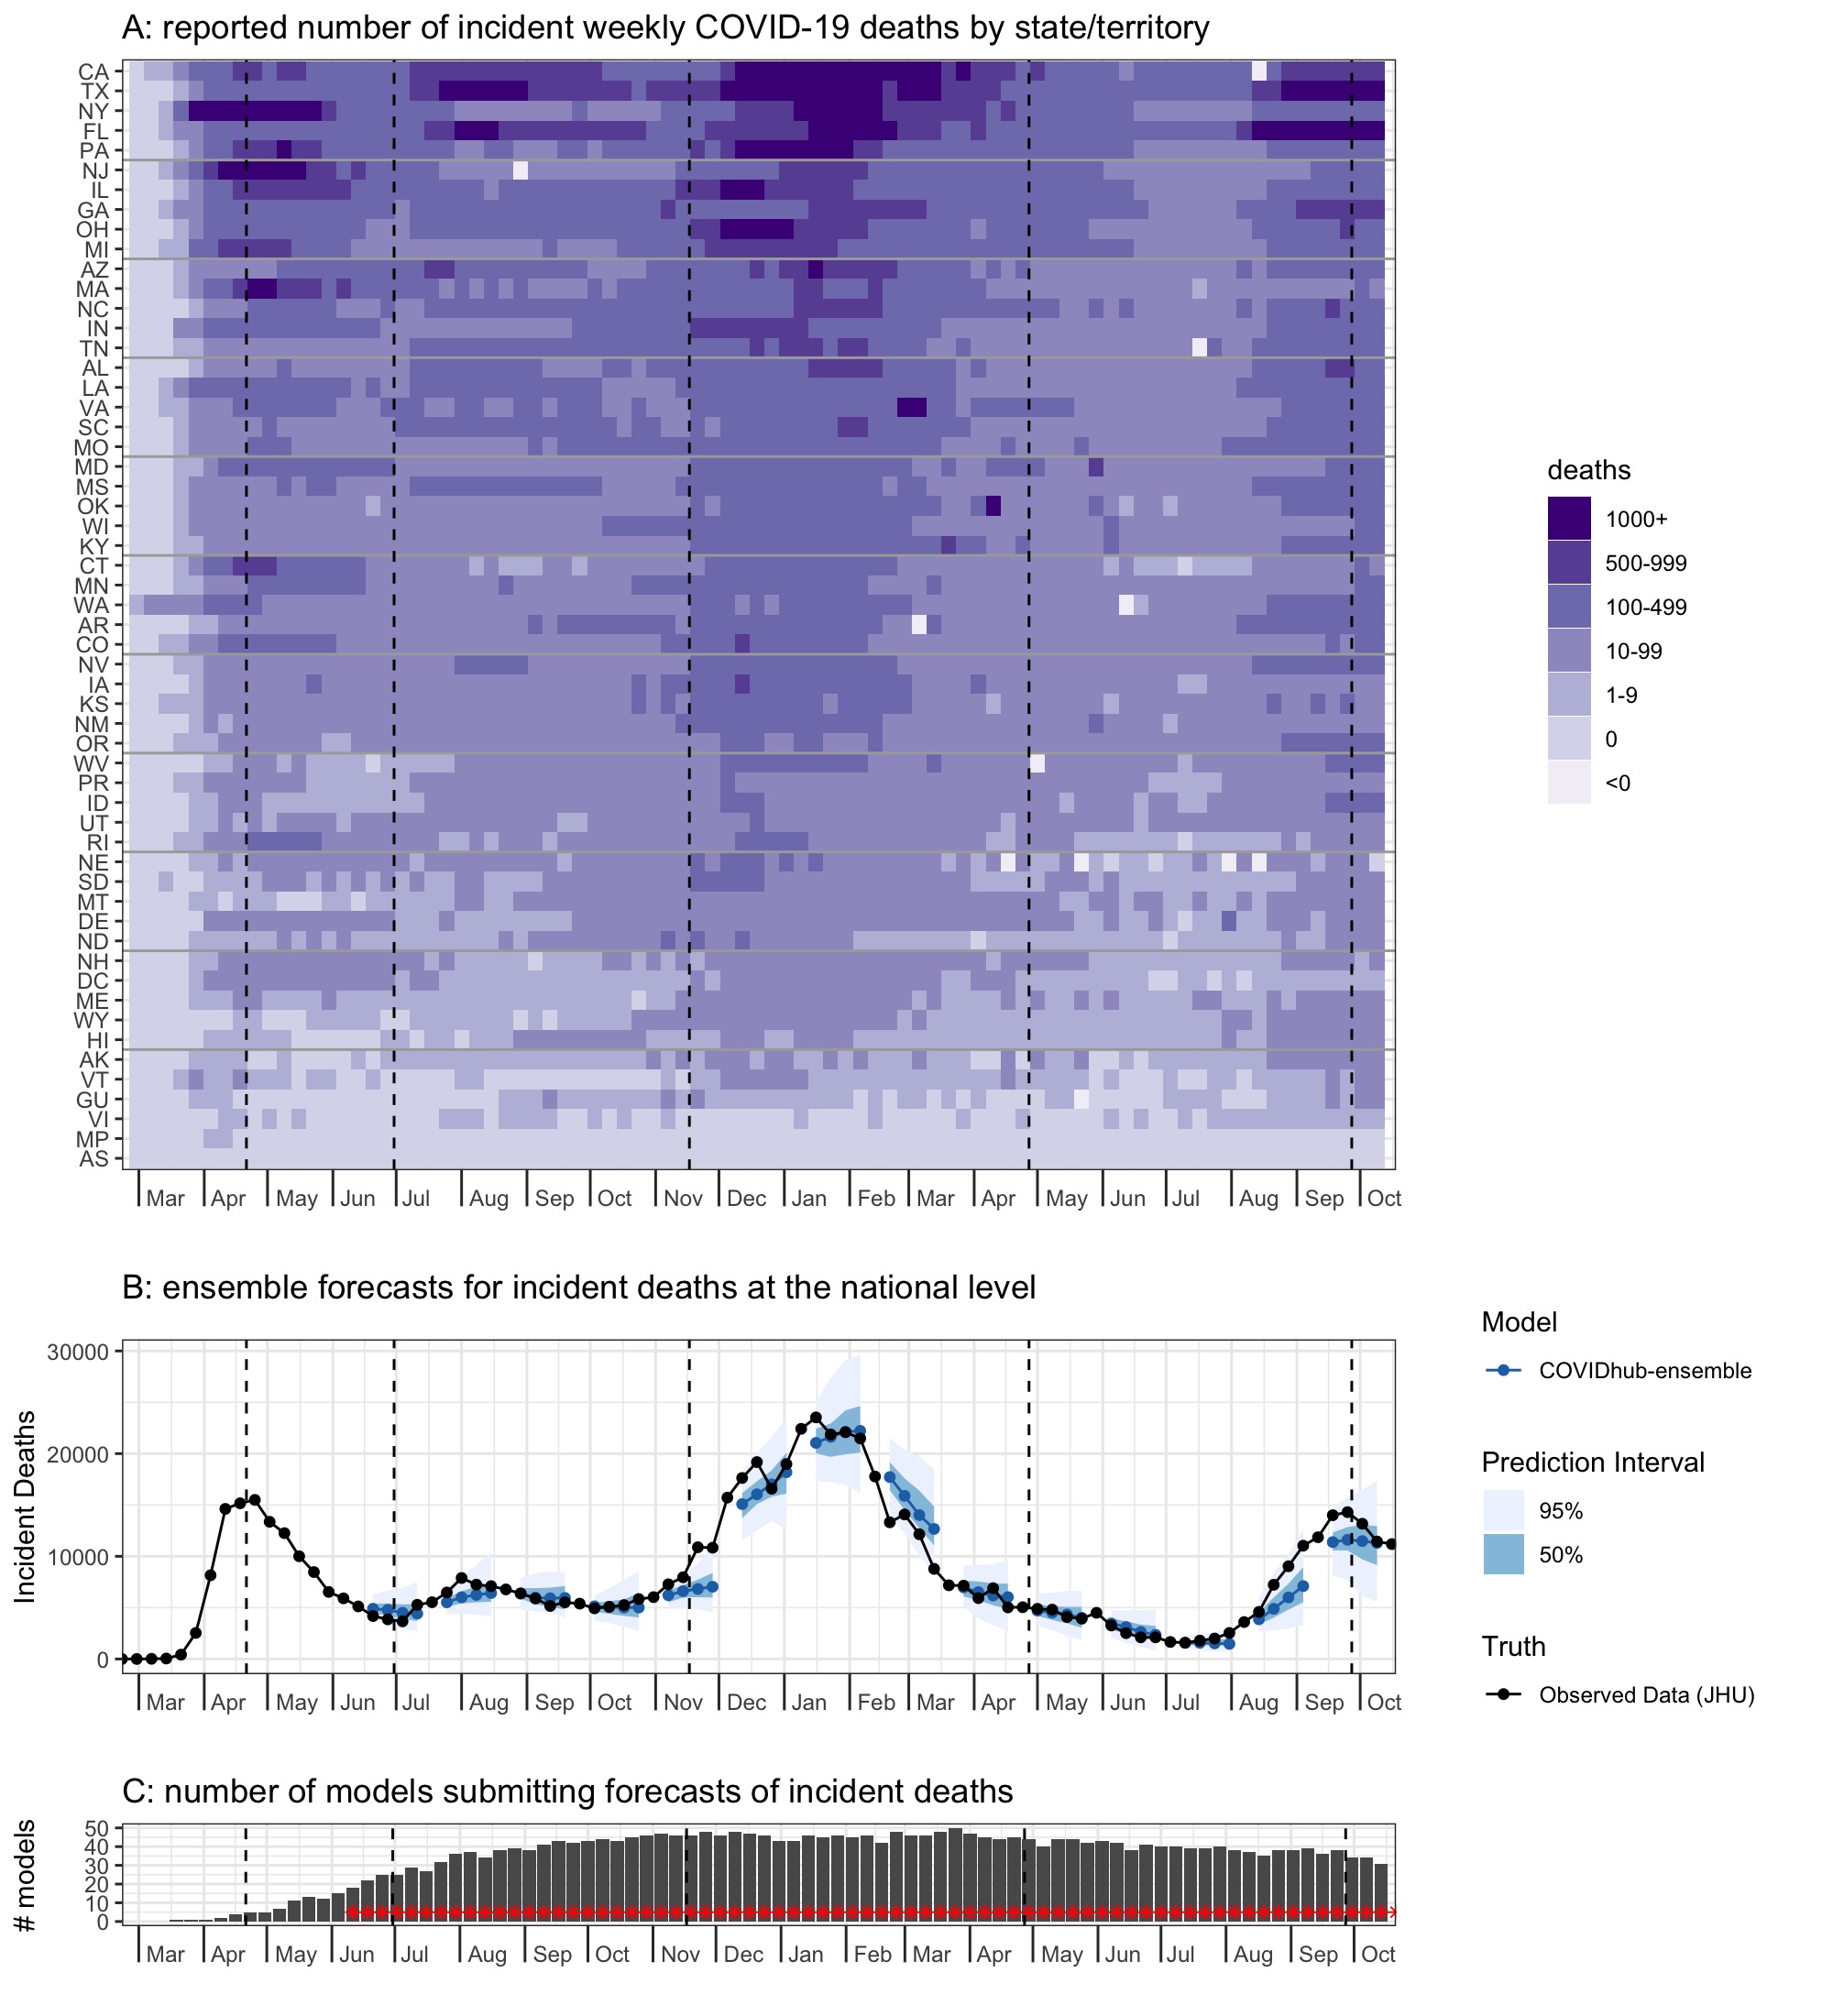 A: reported number of incident weekly COVID-19 deaths by state/territory
CA
TX
NY
FL
PA
NJ
IL
GA
OH
MI
AZ
MA
NC
IN
TN
AL
LA
VA
SC
MO
MD
MS
OK
WI
KY
CT
MN
WA
AR
CO
NV
IA
KS
NM
OR
WV
PR
ID
UT
RI
NE
SD
MT
DE
ND
NH
DC
ME
WY
HI
AK
VT
GU
VI
MP
AS
Mar Apr May Jun Jul Aug Sep Oct Nov Dec Jan Feb Mar Apr May Jun Jul Aug Sep Oct
deaths
1000+
500-999
100-499
10-99
1-9
0
<0
B: ensemble forecasts for incident deaths at the national level
Incident Deaths
30000
20000
10000
0
Mar Apr May Jun Jul Aug Sep Oct Nov Dec Jan Feb Mar Apr May Jun Jul Aug Sep Oct
Model
COVIDhub-ensemble
Prediction Interval
95%
50%
Truth
Observed Data (JHU)
C: number of models submitting forecasts of incident deaths
# models
50
40
30
20
10
0
Mar Apr May Jun Jul Aug Sep Oct Nov Dec Jan Feb Mar Apr May Jun Jul Aug Sep Oct